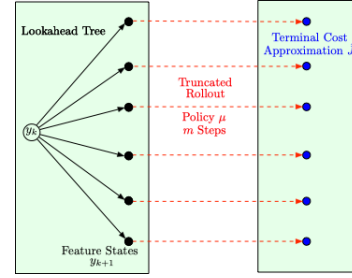 Lookahead Tree
Terminal Cost
Approximation J
Truncated
Rollout
Policy μ
m Steps
y_k
Feature States
y_{k+1}